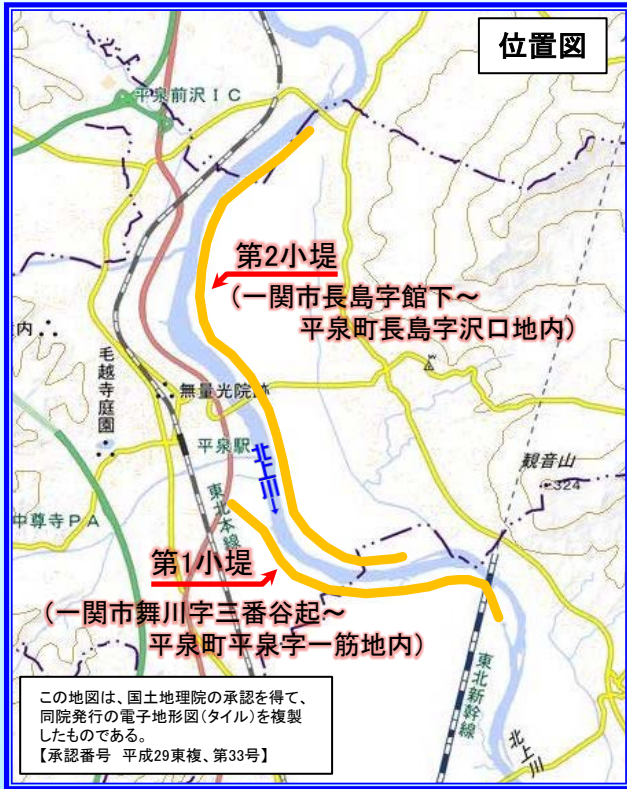 位置図
平泉前沢IC
第2小堤
(一関市長島字館下～
平泉町長島字沢口地内)
内
毛越寺庭園
無量光院跡
平泉駅
北上川
観音山
324
東北本線
中尊寺PA
第1小堤
(一関市舞川字三番谷起～
平泉町平泉字一筋地内)
東北新幹線
北上川
この地図は、国土地理院の承認を得て、
同院発行の電子地形図(タイル)を複製
したものである。
【承認番号 平成29東複、第33号】